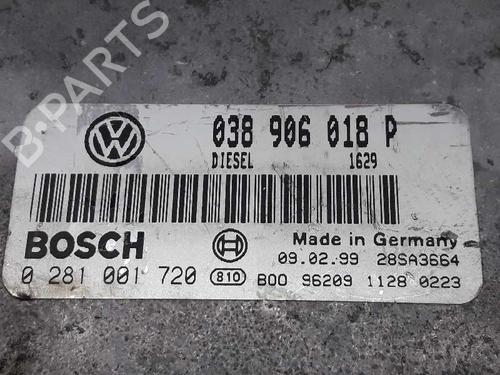 B-PARTS
VW 038 906 018 P
DIESEL 1629
BOSCH Made in Germany
09.02.99 28SA3664
0 281 001 720 810 B00 96209 1128 0223